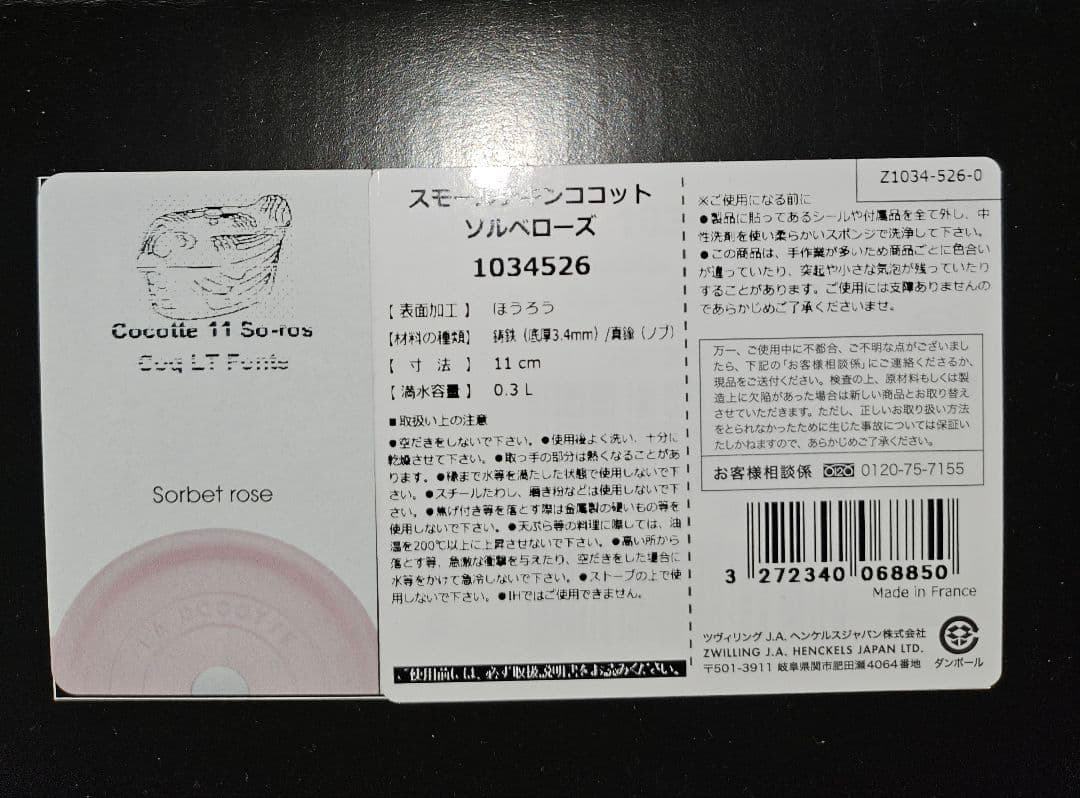 Cocotte 11 So-ros
Coq LT Fonte
Sorbet rose
LA COCOTTE
スモールチキンココット
ソルベローズ
1034526
【 表面加工 】 ほうろう
【材料の種類】 鋳鉄（底厚3.4mm）/真鍮（ノブ）
【 寸 法 】 11 cm
【 満水容量 】 0.3 L
■取扱い上の注意
●空だきをしないで下さい。●使用後よく洗い、十分に
乾燥させて下さい。●取っ手の部分は熱くなることがあ
ります。●縁まで水等を満たした状態で使用しないで下
さい。●スチールたわし、磨き粉などは使用しないで下
さい。●焦げ付き等を落とす際は金属製の硬いもの等を
使用しないで下さい。●天ぷら等の料理に際しては、油
温を200℃以上に上昇させないで下さい。●高い所から
落とす等、急激な衝撃を与えたり、空だきをした場合に
水等をかけて急冷しないで下さい。●ストーブの上で使
用しないで下さい。●IHではご使用できません。
ご使用前には、必ず取扱説明書をお読みください。
Z1034-526-0
※ご使用になる前に
●製品に貼ってあるシールや付属品を全て外し、中
性洗剤を使い柔らかいスポンジで洗浄して下さい。
●この商品は、手作業が多いため商品ごとに色合い
が違っていたり、突起や小さな気泡が残っていたり
することがあります。ご使用には支障ありませんの
であらかじめご了承くださいませ。
万一、ご使用中に不都合、ご不明な点がございまし
たら、下記の「お客様相談係」にご連絡くださるか、
現品をご送付ください。検査の上、原材料もしくは製
造上に欠陥があった場合は新しい商品とお取り替え
させていただきます。ただし、正しいお取り扱い方法
をとられなかったために生じた事故については保証い
たしかねますので、あらかじめご了承ください。
お客様相談係 0120-75-7155
3 272340 068850
Made in France
ツヴィリング J.A. ヘンケルスジャパン株式会社
ZWILLING J.A. HENCKELS JAPAN LTD.
〒501-3911 岐阜県関市肥田瀬4064番地
ダンボール